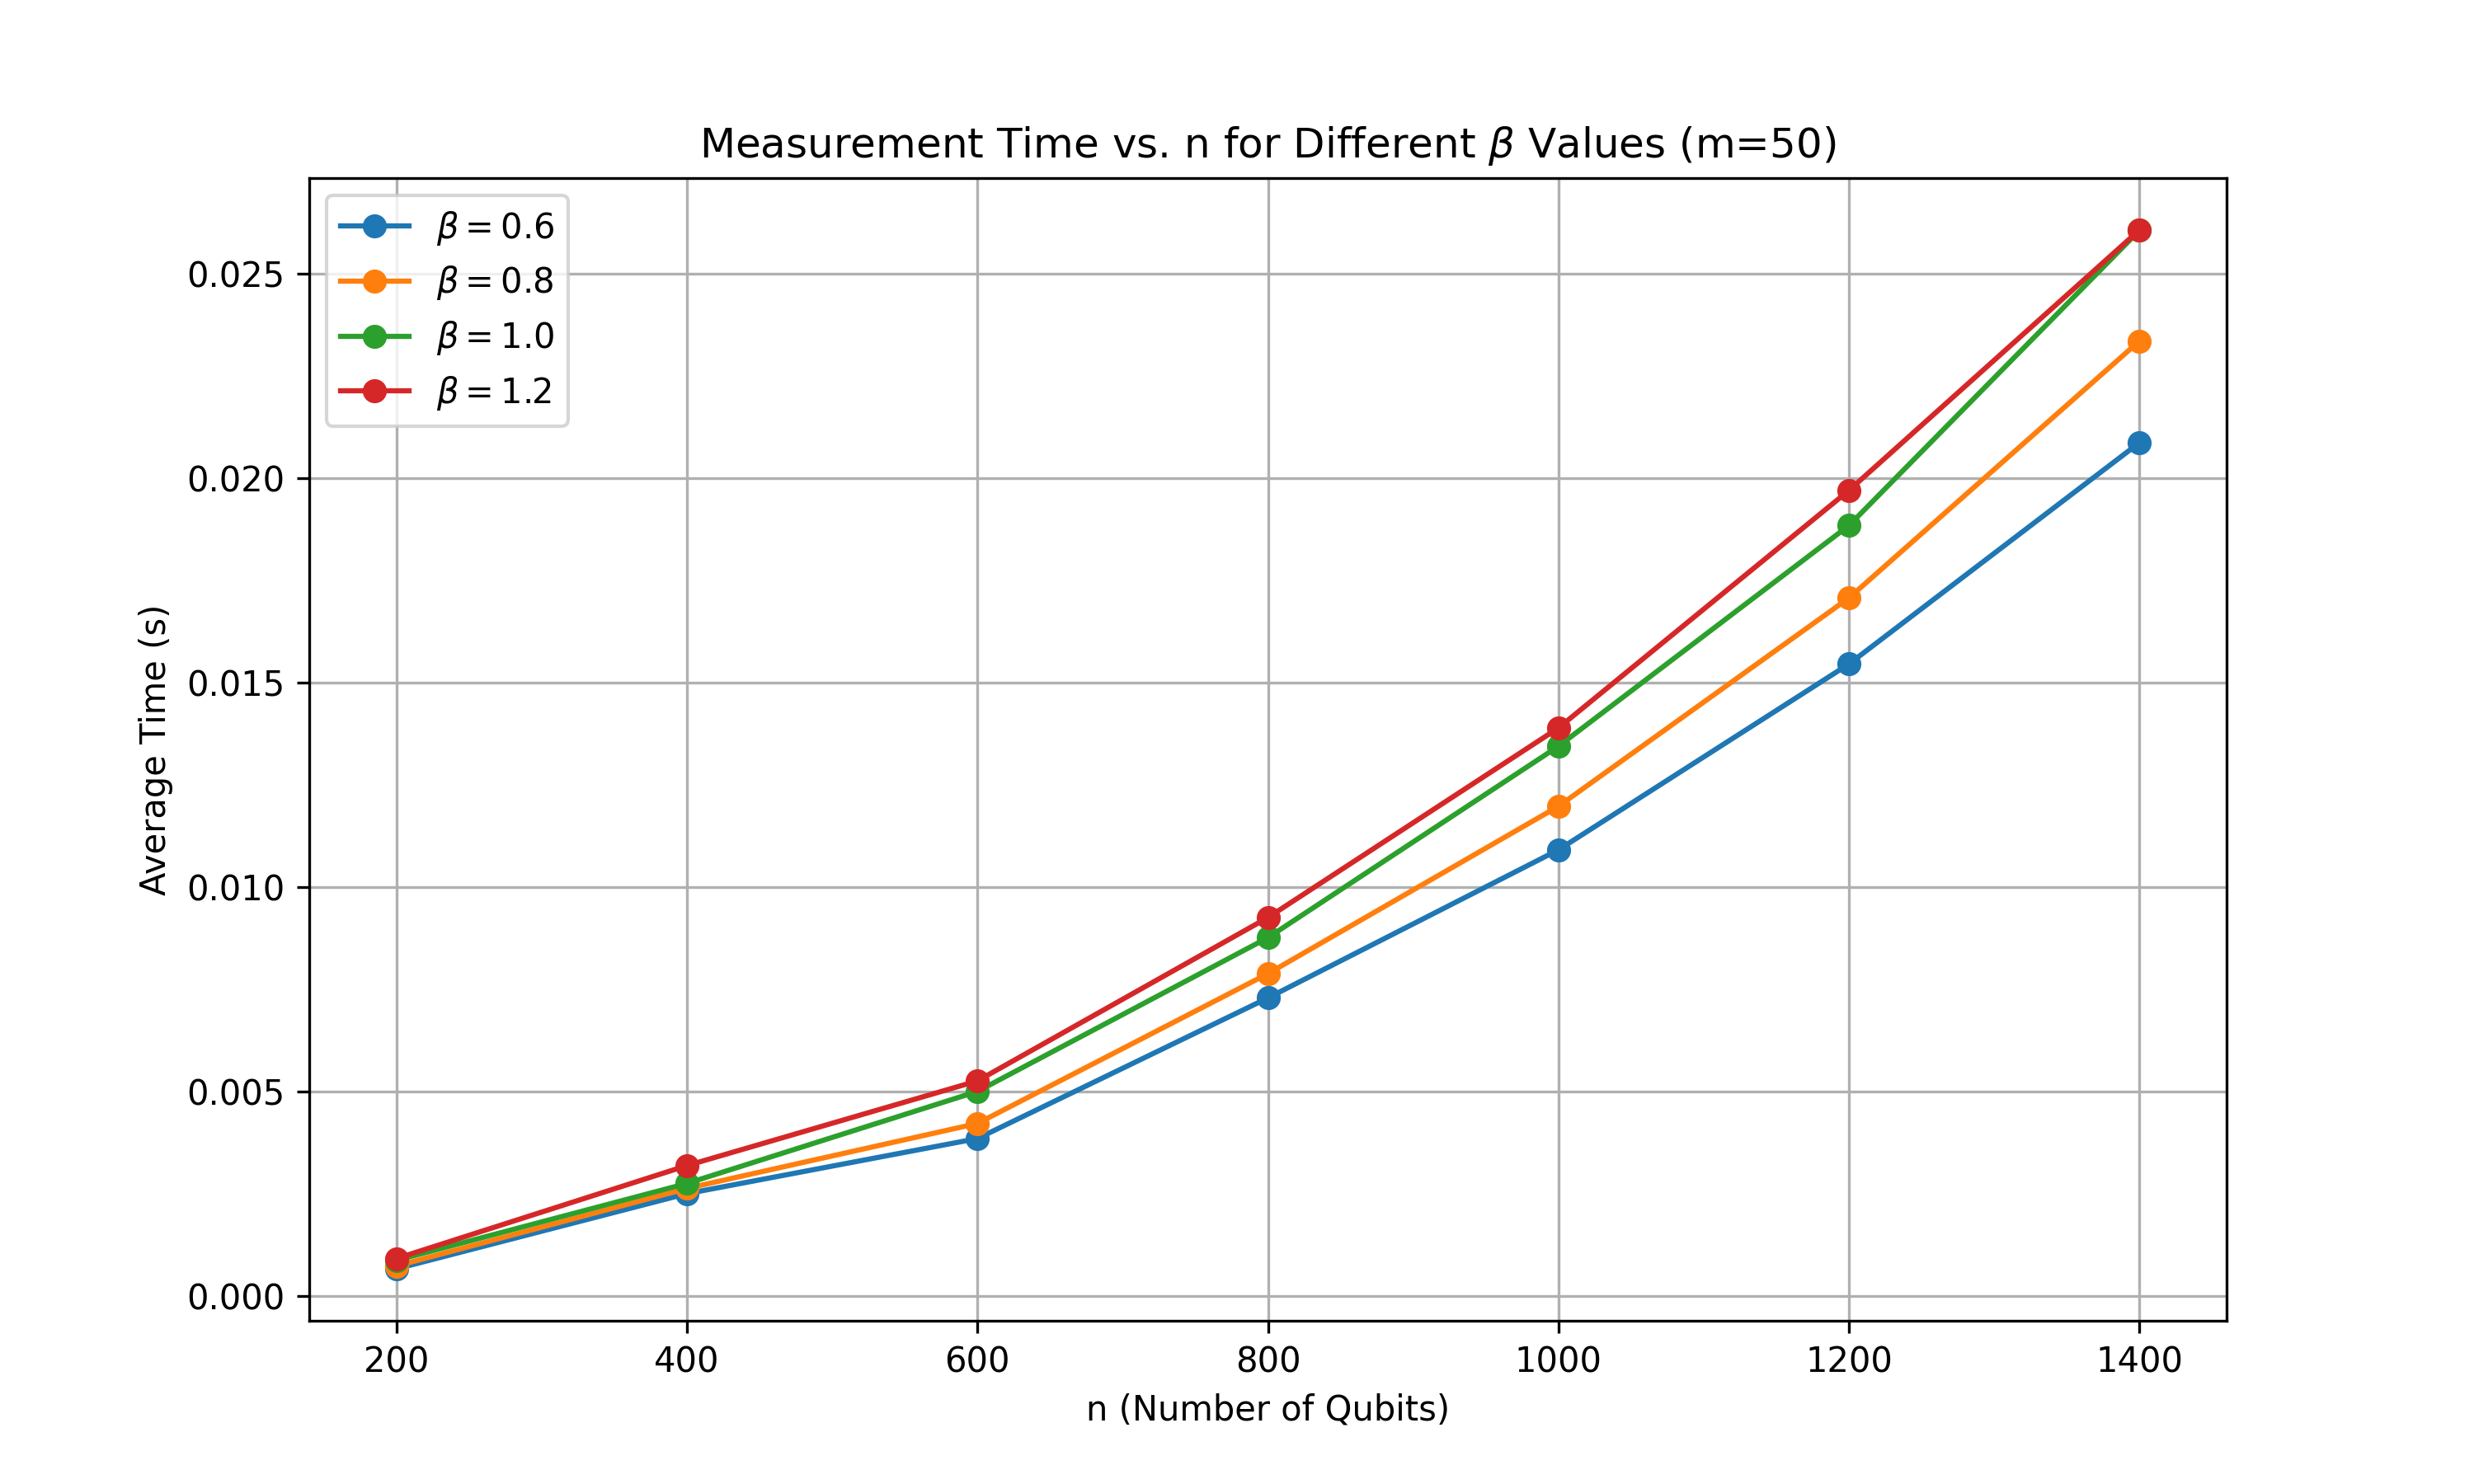 Measurement Time vs. n for Different β Values (m=50)
β = 0.6
β = 0.8
β = 1.0
β = 1.2
0.025
0.020
0.015
0.010
0.005
0.000
Average Time (s)
200 400 600 800 1000 1200 1400
n (Number of Qubits)